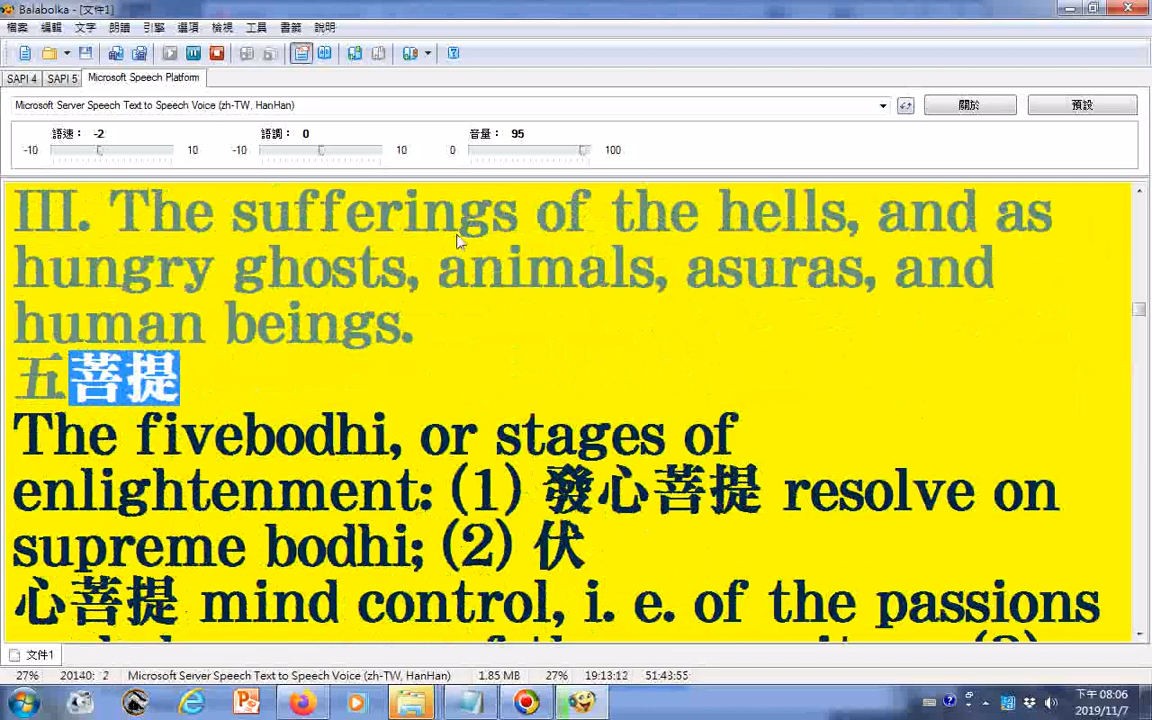 Balabolka - [文件1]
檔案 編輯 文字 朗讀 引擎 選項 檢視 工具 書籤 說明
SAPI 4 SAPI 5 Microsoft Speech Platform
Microsoft Server Speech Text to Speech Voice (zh-TW, HanHan) 關於 預設
語速： -2 語調： 0 音量： 95
-10 10 -10 10 0 100
III. The sufferings of the hells, and as
hungry ghosts, animals, asuras, and
human beings.
五菩提
The fivebodhi, or stages of
enlightenment: (1) 發心菩提 resolve on
supreme bodhi; (2) 伏
心菩提 mind control, i. e. of the passions
文件1
27% 20140: 2 Microsoft Server Speech Text to Speech Voice (zh-TW, HanHan) 1.85 MB 27% 19:13:12 51:43:55
下午 08:06
2019/11/7